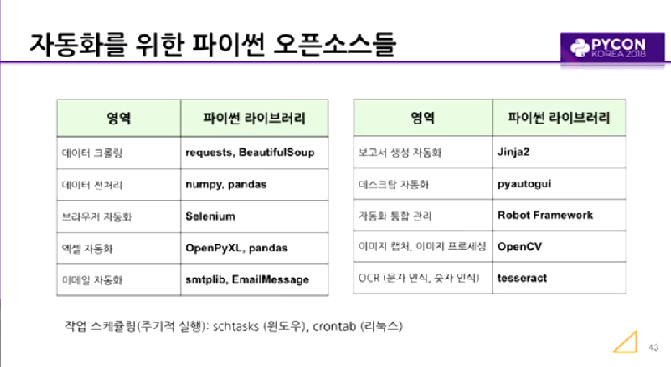 자동화를 위한 파이썬 오픈소스들
PYCON
KOREA 2018
영역 파이썬 라이브러리
데이터 크롤링 requests, BeautifulSoup
데이터 전처리 numpy, pandas
브라우저 자동화 Selenium
엑셀 자동화 OpenPyXL, pandas
이메일 자동화 smtplib, EmailMessage
영역 파이썬 라이브러리
보고서 생성 자동화 Jinja2
데스크탑 자동화 pyautogui
자동화 통합 관리 Robot Framework
이미지 캡처, 이미지 프로세싱 OpenCV
OCR (문자 인식, 숫자 인식) tesseract
작업 스케쥴링(주기적 실행): schtasks (윈도우), crontab (리눅스)
43